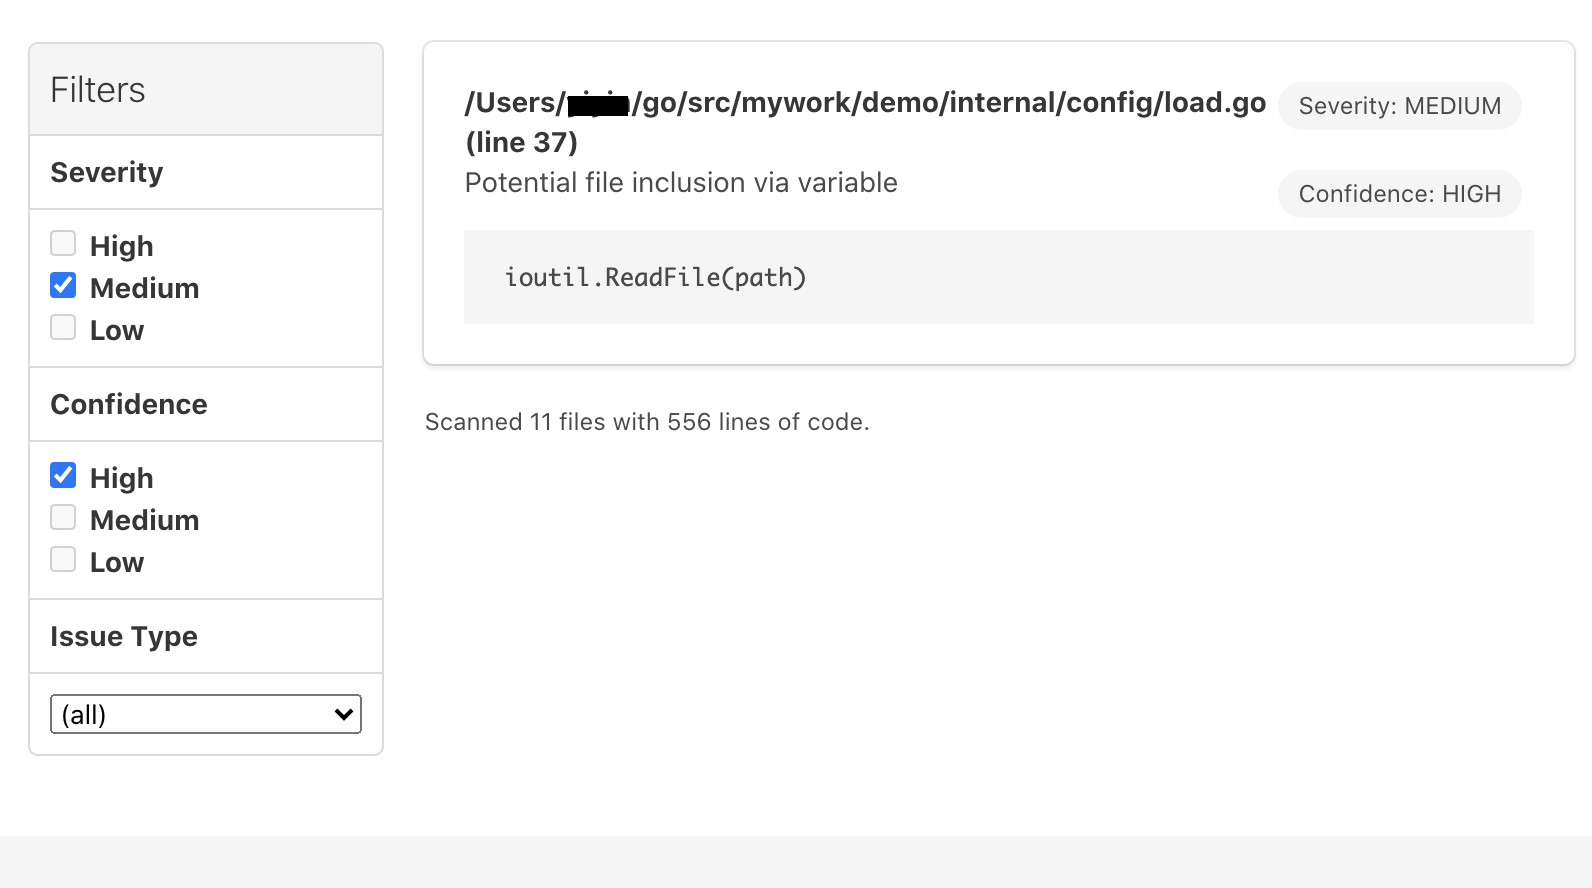 Filters
Severity
High
Medium
Low
Confidence
High
Medium
Low
Issue Type
(all)
/Users/ /go/src/mywork/demo/internal/config/load.go
(line 37)
Severity: MEDIUM
Potential file inclusion via variable
Confidence: HIGH
ioutil.ReadFile(path)
Scanned 11 files with 556 lines of code.